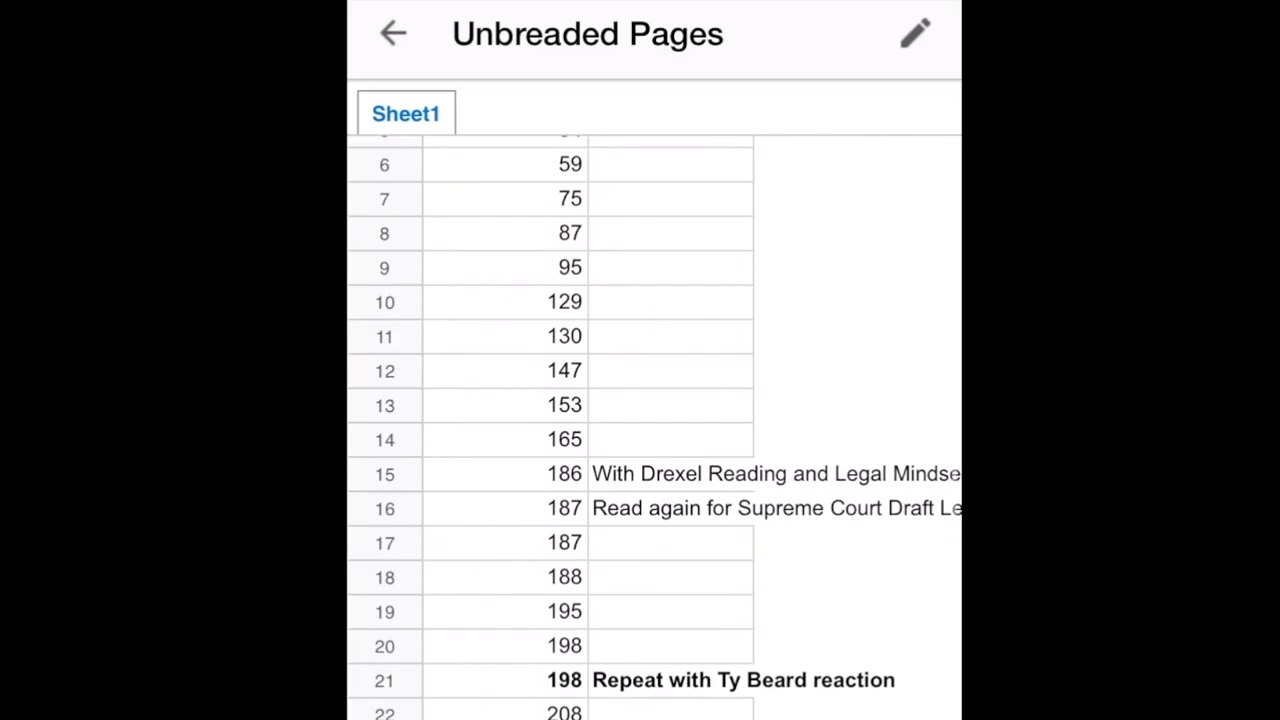 Unbreaded Pages
Sheet1
6 59
7 75
8 87
9 95
10 129
11 130
12 147
13 153
14 165
15 186 With Drexel Reading and Legal Mindse
16 187 Read again for Supreme Court Draft Le
17 187
18 188
19 195
20 198
21 198 Repeat with Ty Beard reaction
22 208